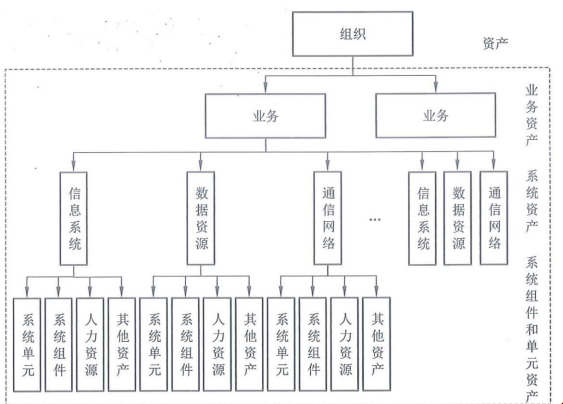 组织
资产
业务
业务
业务资产
信息系统
数据资源
通信网络
...
信息系统
数据资源
通信网络
系统资产
系统单元
系统组件
人力资源
其他资产
系统单元
系统组件
人力资源
其他资产
系统单元
系统组件
人力资源
其他资产
系统组件和单元资产